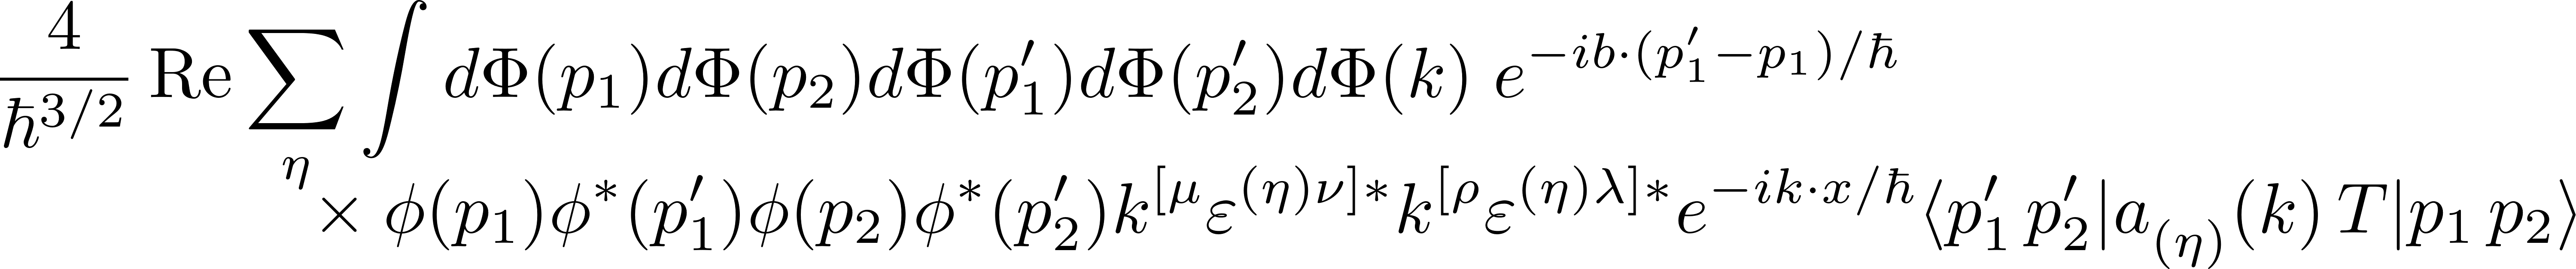 \frac{4}{\hbar^{3/2}} \operatorname{Re} \sum_{\eta} \int d\Phi(p_1) d\Phi(p_2) d\Phi(p_1') d\Phi(p_2') d\Phi(k) \; e^{-ib\cdot(p_1'-p_1)/\hbar}
\times \phi(p_1) \phi^*(p_1') \phi(p_2) \phi^*(p_2') k^{[\mu} \varepsilon^{(\eta)\nu]*} k^{[\rho} \varepsilon^{(\eta)\lambda]*} e^{-ik\cdot x/\hbar} \langle p_1' \, p_2' | a_{(\eta)}(k) \, T | p_1 \, p_2 \rangle